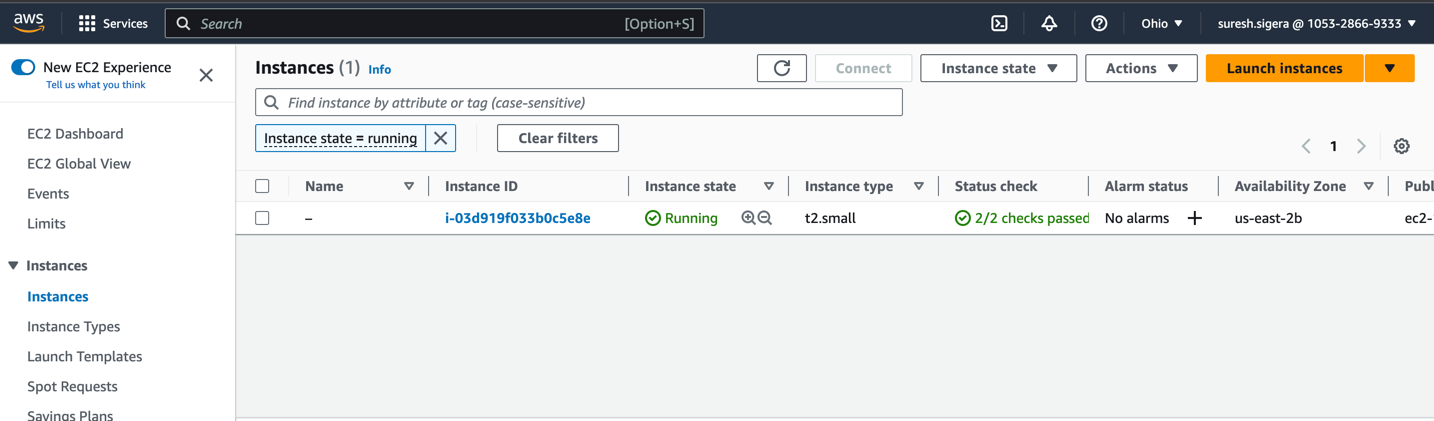 aws Services Search [Option+S] Ohio suresh.sigera @ 1053-2866-9333
New EC2 Experience
Tell us what you think
EC2 Dashboard
EC2 Global View
Events
Limits
Instances
Instances
Instance Types
Launch Templates
Spot Requests
Savings Plans
Instances (1) Info Connect Instance state Actions Launch instances
Find instance by attribute or tag (case-sensitive)
Instance state = running Clear filters
1
Name Instance ID Instance state Instance type Status check Alarm status Availability Zone Publ
– i-03d919f033b0c5e8e Running t2.small 2/2 checks passed No alarms + us-east-2b ec2-